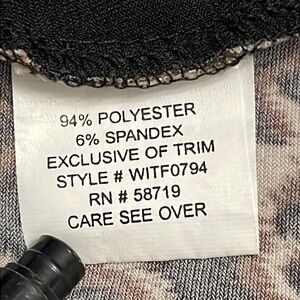 94% POLYESTER
6% SPANDEX
EXCLUSIVE OF TRIM
STYLE # WITF0794
RN # 58719
CARE SEE OVER